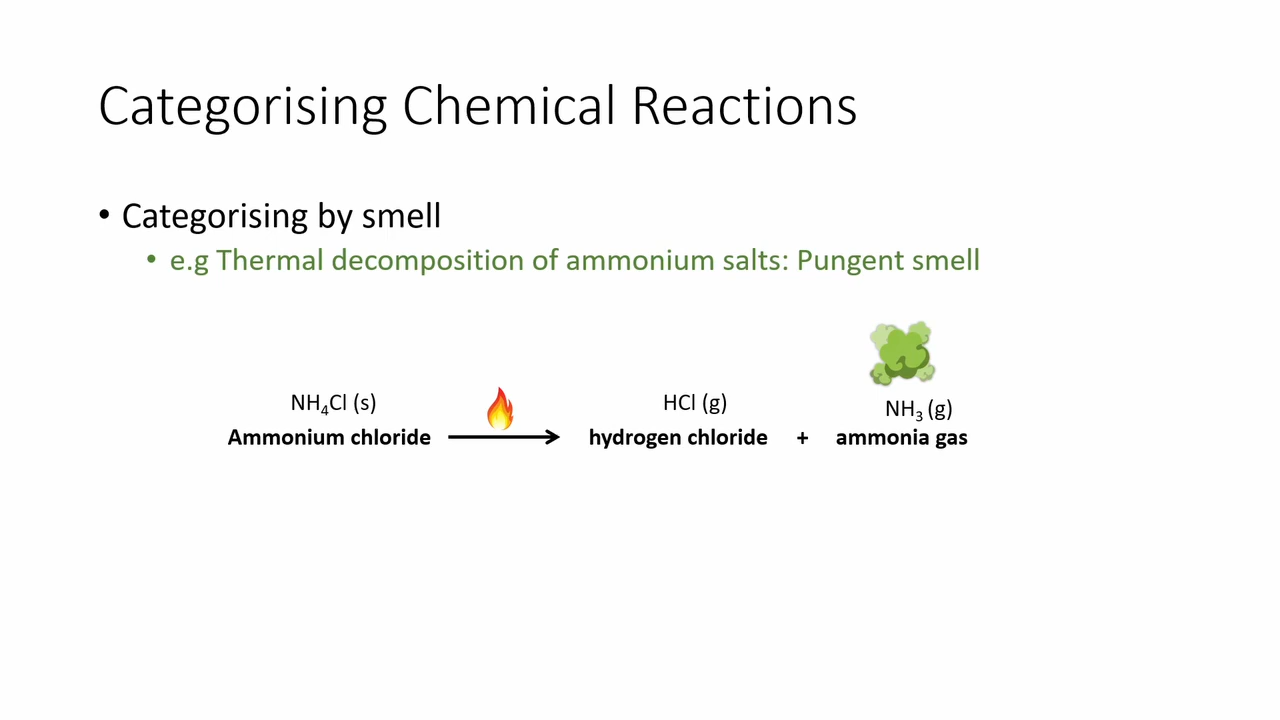 Categorising Chemical Reactions
• Categorising by smell
• e.g Thermal decomposition of ammonium salts: Pungent smell
NH₄Cl (s) HCl (g) NH₃ (g)
Ammonium chloride hydrogen chloride + ammonia gas